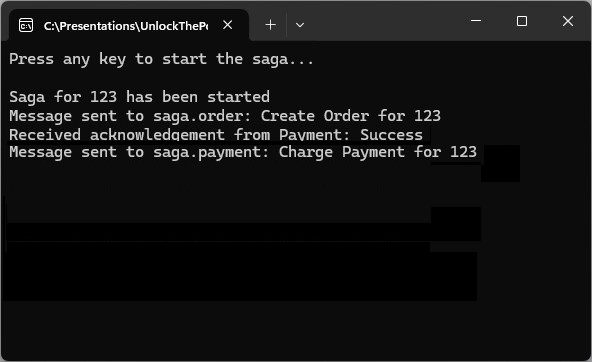 C:\Presentations\UnlockThePo
Press any key to start the saga...
Saga for 123 has been started
Message sent to saga.order: Create Order for 123
Received acknowledgement from Payment: Success
Message sent to saga.payment: Charge Payment for 123